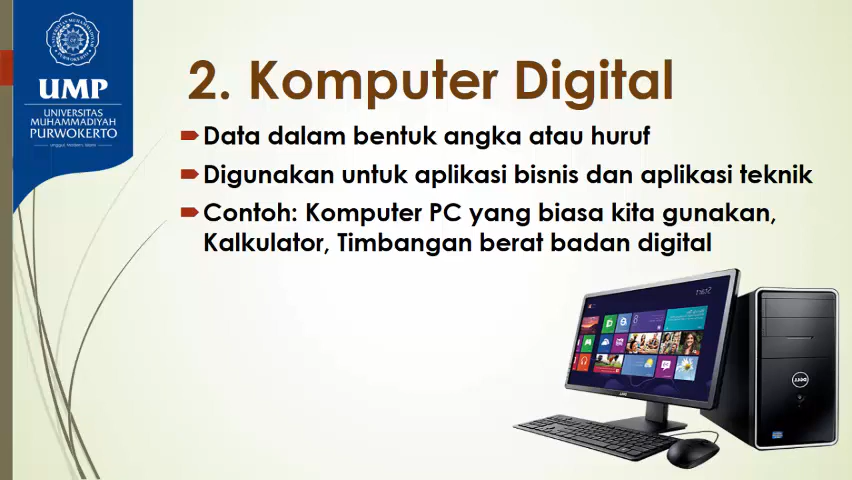 UMP
UNIVERSITAS
MUHAMMADIYAH
PURWOKERTO
2. Komputer Digital
Data dalam bentuk angka atau huruf
Digunakan untuk aplikasi bisnis dan aplikasi teknik
Contoh: Komputer PC yang biasa kita gunakan,
Kalkulator, Timbangan berat badan digital
Start
DELL